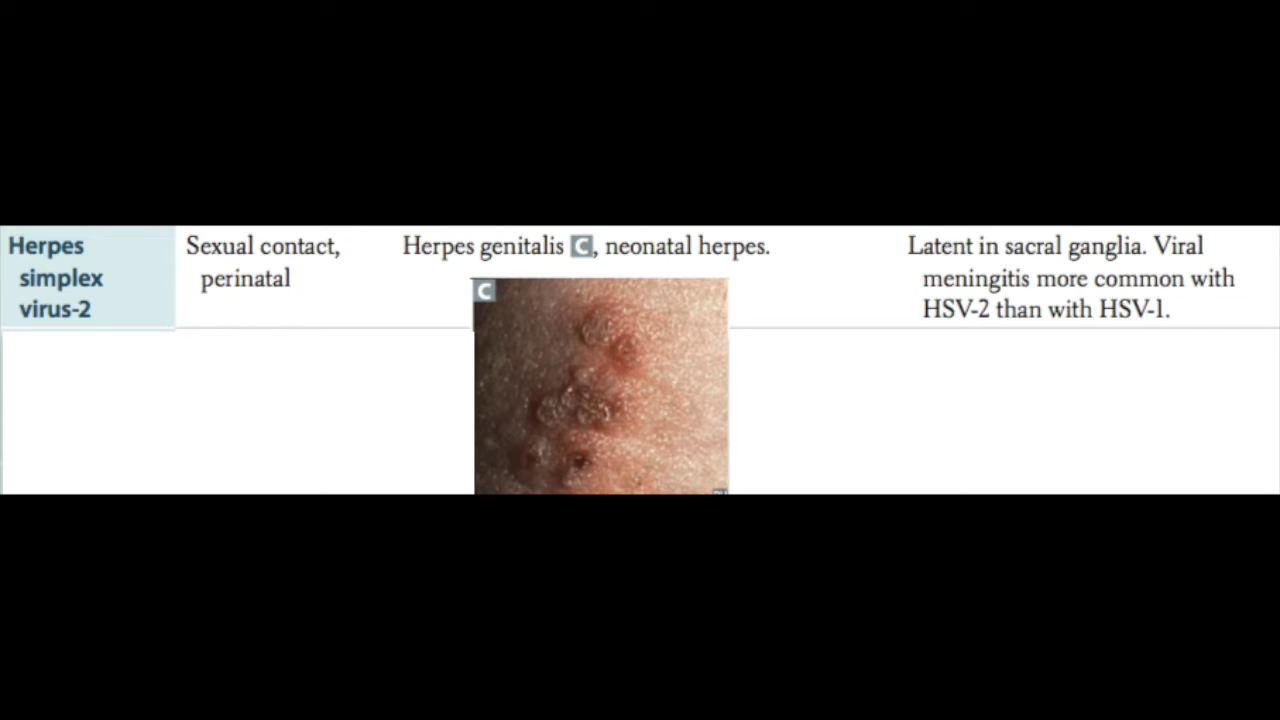 Herpes
simplex
virus-2
Sexual contact,
perinatal
Herpes genitalis C, neonatal herpes.
C
Latent in sacral ganglia. Viral
meningitis more common with
HSV-2 than with HSV-1.